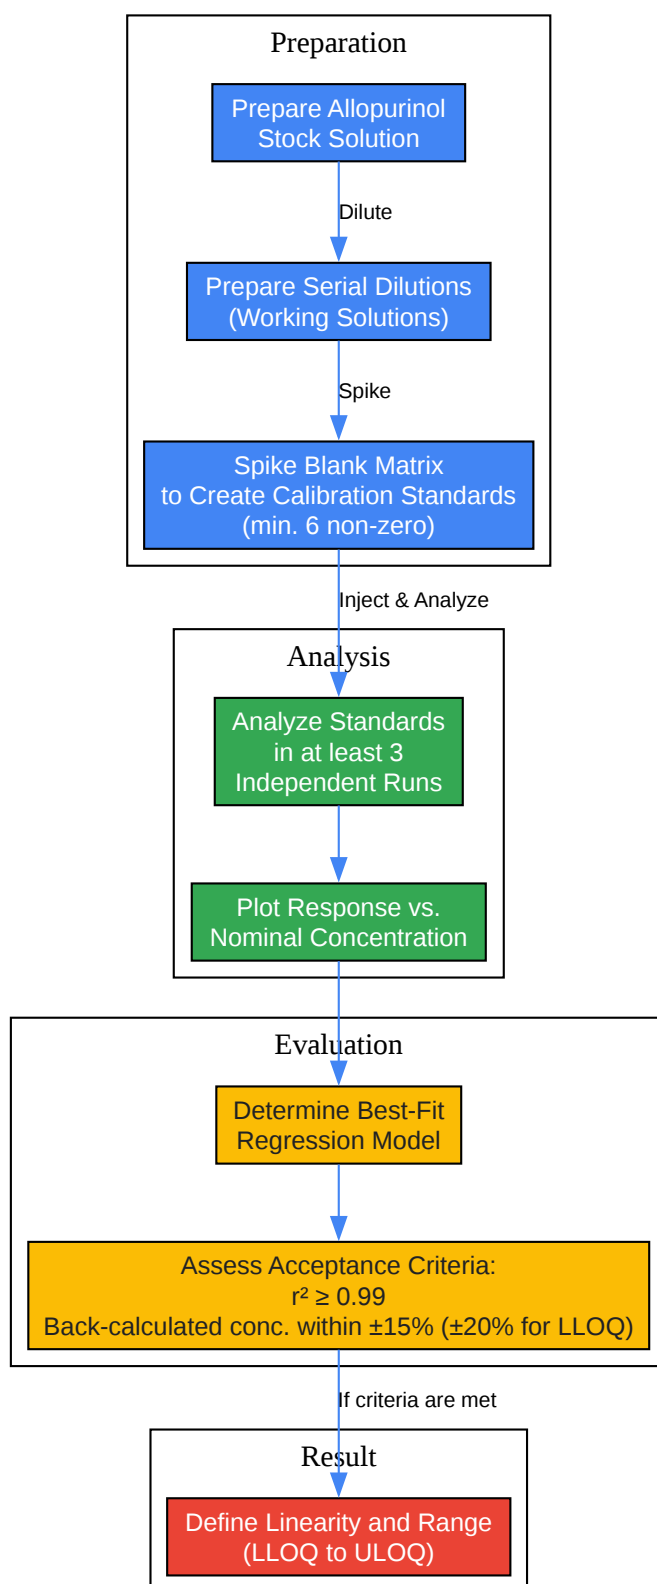 Preparation
Prepare Allopurinol
Stock Solution
Dilute
Prepare Serial Dilutions
(Working Solutions)
Spike
Spike Blank Matrix
to Create Calibration Standards
(min. 6 non-zero)
Inject & Analyze
Analysis
Analyze Standards
in at least 3
Independent Runs
Plot Response vs.
Nominal Concentration
Evaluation
Determine Best-Fit
Regression Model
Assess Acceptance Criteria:
r² ≥ 0.99
Back-calculated conc. within ±15% (±20% for LLOQ)
If criteria are met
Result
Define Linearity and Range
(LLOQ to ULOQ)